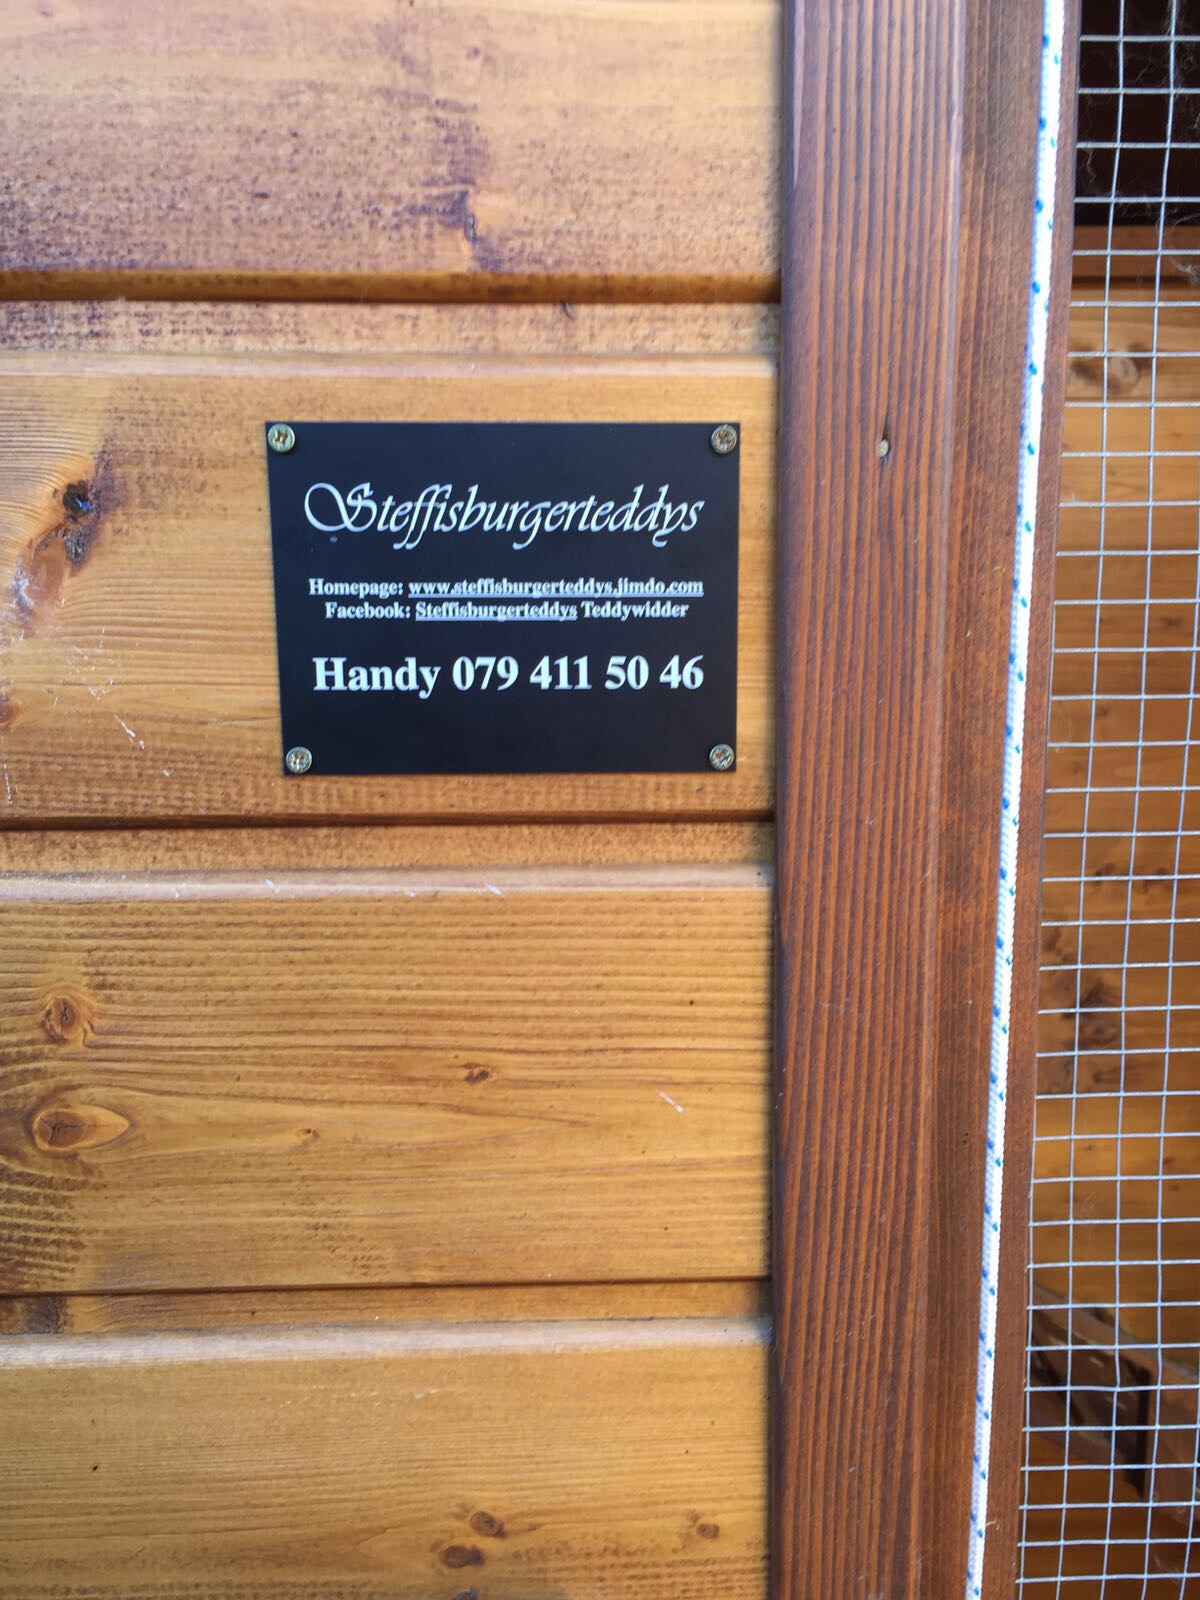 Steffisburgerteddys
Homepage: www.steffisburgerteddys.jimdo.com
Facebook: Steffisburgerteddys Teddywidder
Handy 079 411 50 46